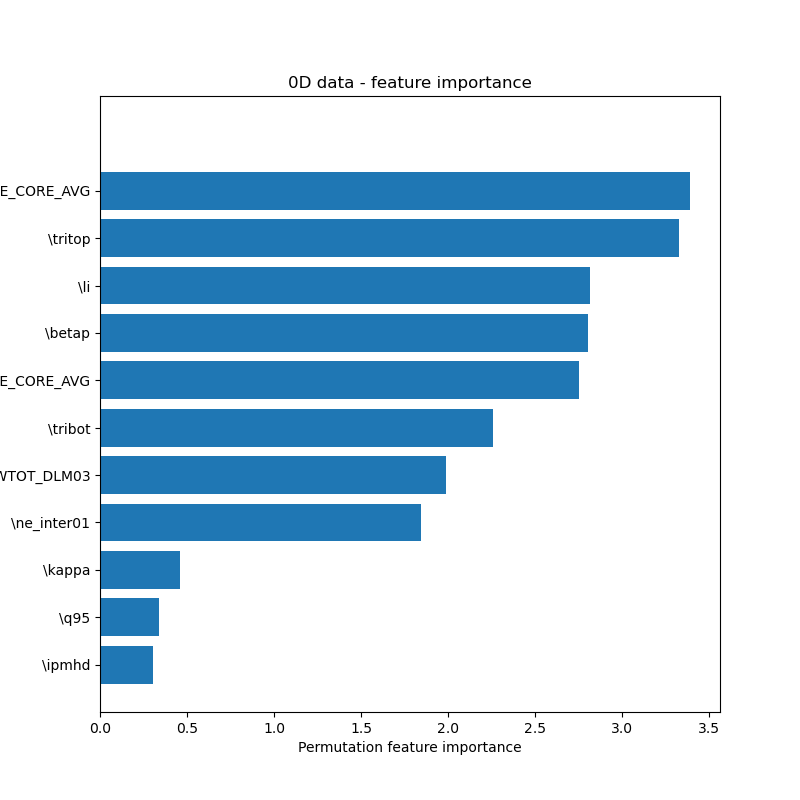 0D data - feature importance
E_CORE_AVG
\tritop
\li
\betap
E_CORE_AVG
\tribot
WTOT_DLM03
\ne_inter01
\kappa
\q95
\ipmhd
0.0 0.5 1.0 1.5 2.0 2.5 3.0 3.5
Permutation feature importance